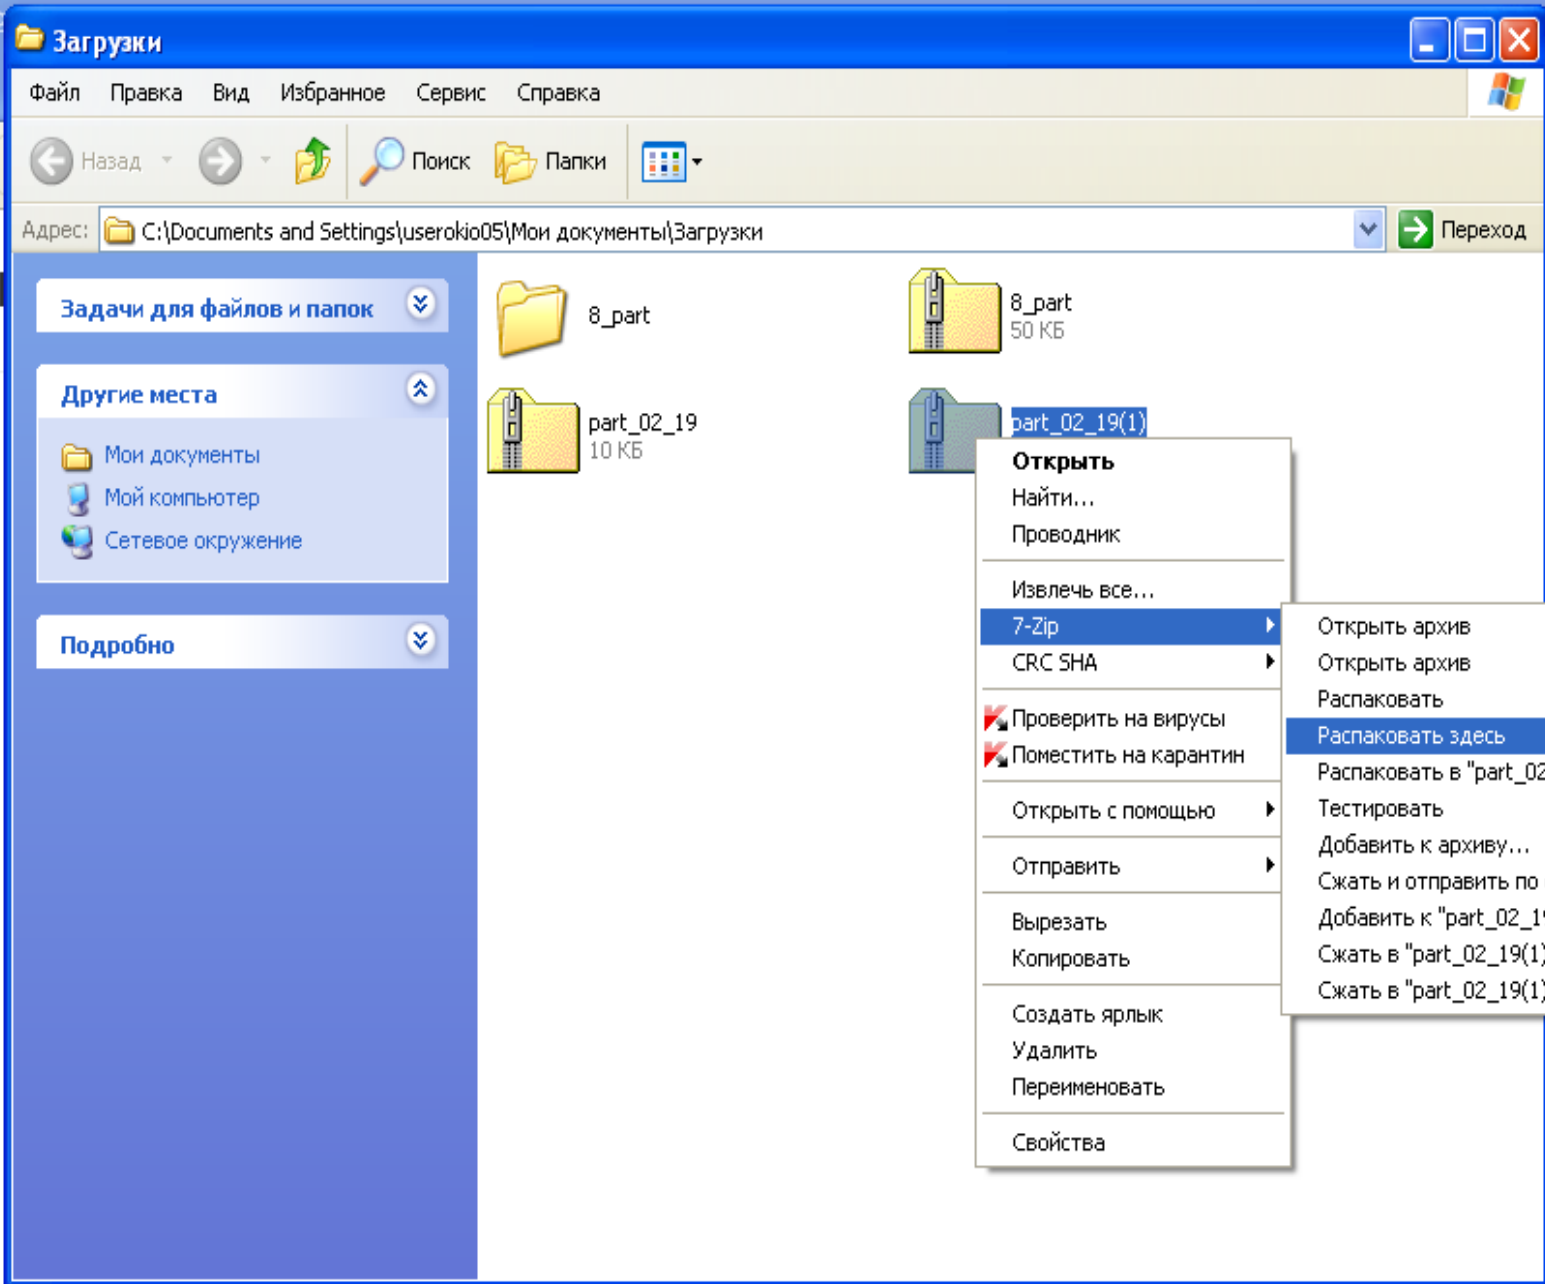 Загрузки
Файл Правка Вид Избранное Сервис Справка
Назад Поиск Папки
Адрес: C:\Documents and Settings\userokio05\Мои документы\Загрузки Переход
Задачи для файлов и папок
Другие места
Мои документы
Мой компьютер
Сетевое окружение
Подробно
8_part
8_part
50 КБ
part_02_19
10 КБ
part_02_19(1)
Открыть
Найти...
Проводник
Извлечь все...
7-Zip
CRC SHA
Проверить на вирусы
Поместить на карантин
Открыть с помощью
Отправить
Вырезать
Копировать
Создать ярлык
Удалить
Переименовать
Свойства
Открыть архив
Открыть архив
Распаковать
Распаковать здесь
Распаковать в "part_02
Тестировать
Добавить к архиву...
Сжать и отправить по
Добавить к "part_02_19
Сжать в "part_02_19(1)
Сжать в "part_02_19(1)